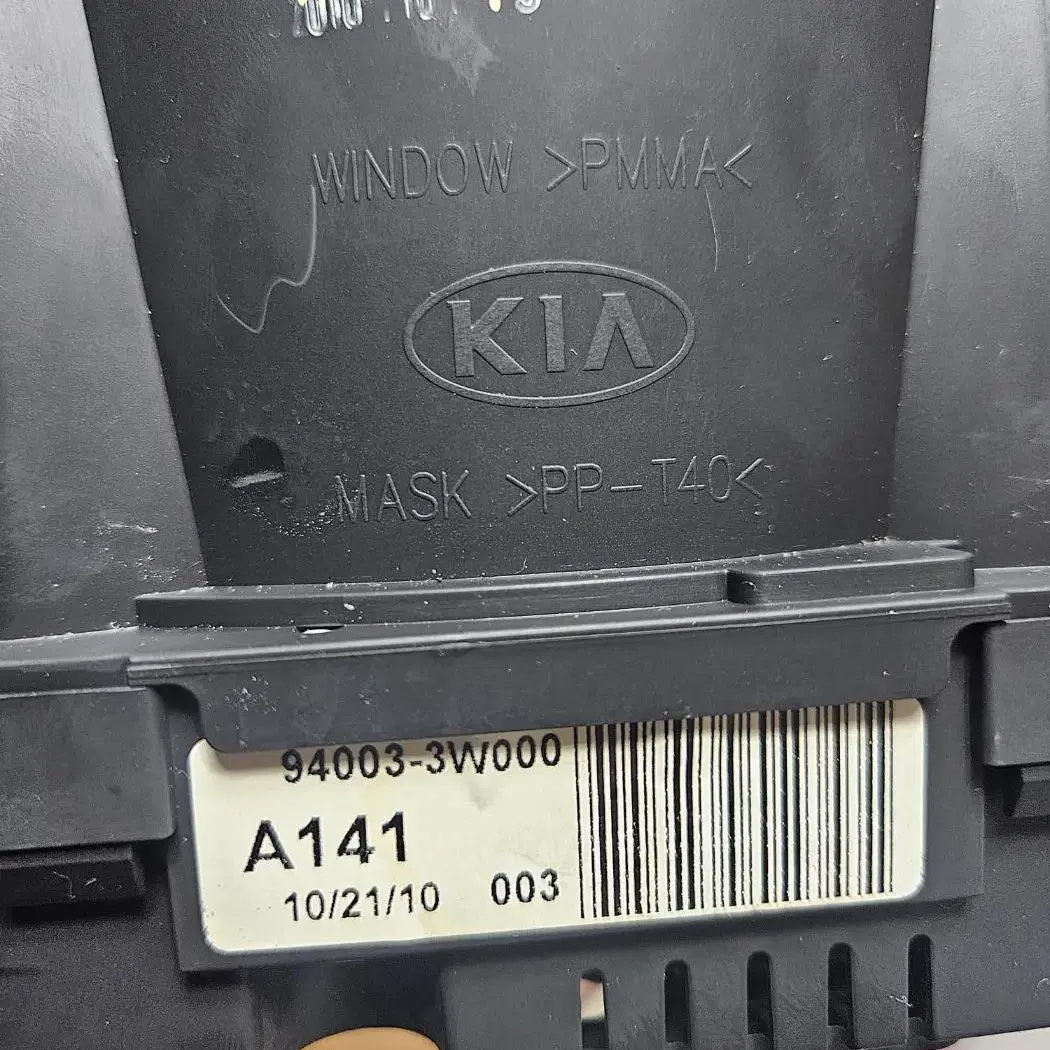 WINDOW >PMMA<
KIA
MASK >PP-T40<
94003-3W000
A141
10/21/10 003